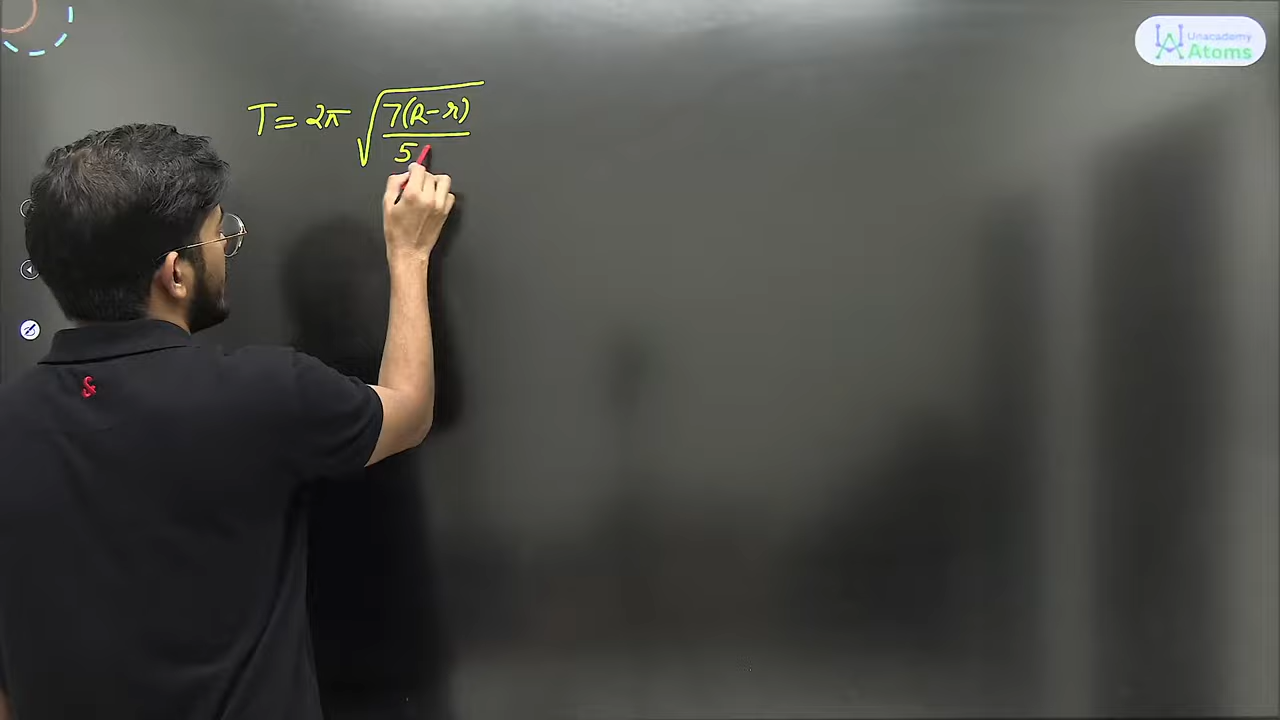 T = 2π √(7(R-r)/5
Unacademy
Atoms